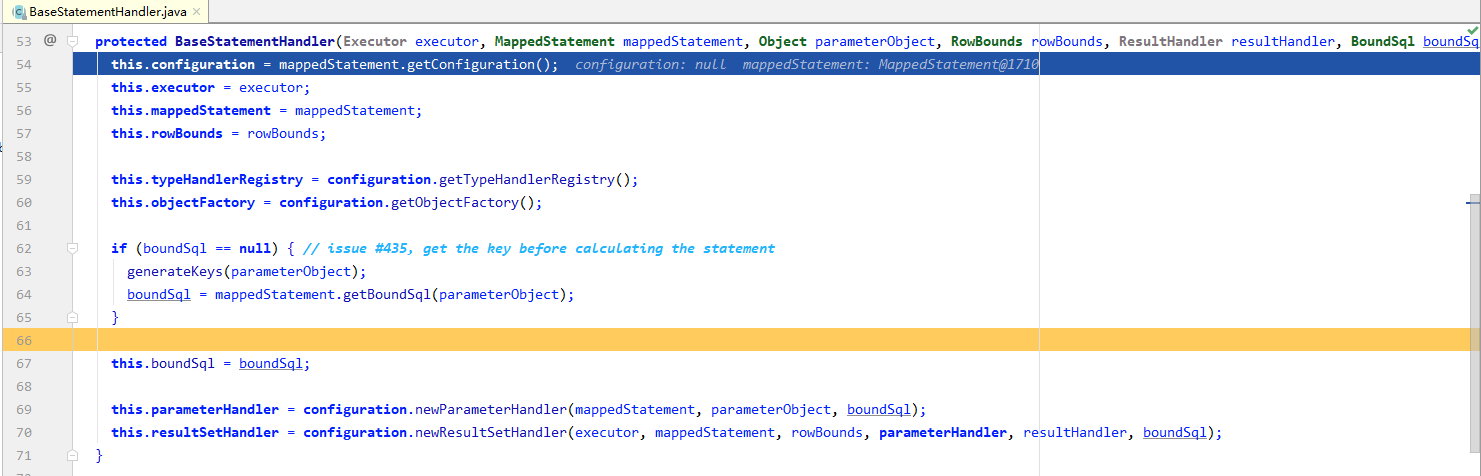 BaseStatementHandler.java
53 @ protected BaseStatementHandler(Executor executor, MappedStatement mappedStatement, Object parameterObject, RowBounds rowBounds, ResultHandler resultHandler, BoundSql boundSq
54 this.configuration = mappedStatement.getConfiguration(); configuration: null mappedStatement: MappedStatement@1710
55 this.executor = executor;
56 this.mappedStatement = mappedStatement;
57 this.rowBounds = rowBounds;
58
59 this.typeHandlerRegistry = configuration.getTypeHandlerRegistry();
60 this.objectFactory = configuration.getObjectFactory();
61
62 if (boundSql == null) { // issue #435, get the key before calculating the statement
63 generateKeys(parameterObject);
64 boundSql = mappedStatement.getBoundSql(parameterObject);
65 }
66
67 this.boundSql = boundSql;
68
69 this.parameterHandler = configuration.newParameterHandler(mappedStatement, parameterObject, boundSql);
70 this.resultSetHandler = configuration.newResultSetHandler(executor, mappedStatement, rowBounds, parameterHandler, resultHandler, boundSql);
71 }